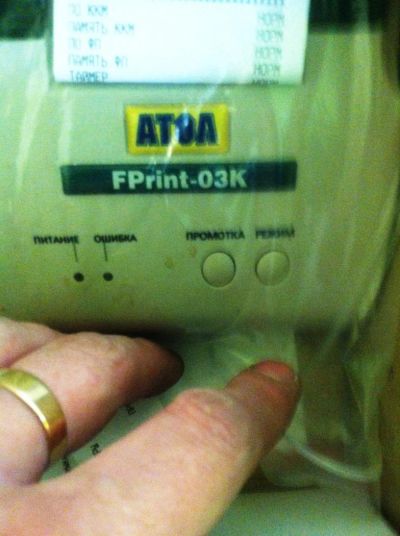 ПО ККМ НОРМ
ПАМЯТЬ ККМ НОРМ
ПО ФП НОРМ
ПАМЯТЬ ФП НОРМ
ТАЙМЕР НОРМ
АТОЛ
FPrint-03K
ПИТАНИЕ ОШИБКА ПРОМОТКА РЕЖИМ